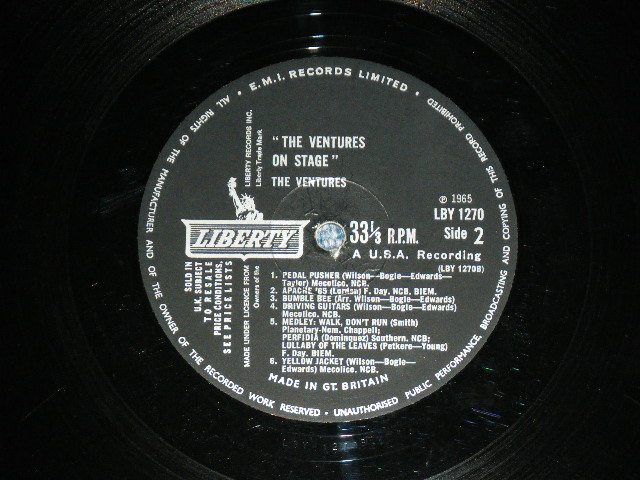 E.M.I. RECORDS LIMITED • ALL RIGHTS OF THE MANUFACTURER AND OF THE OWNER OF THE RECORDED WORK RESERVED • UNAUTHORISED PUBLIC PERFORMANCE, BROADCASTING AND COPYING OF THIS RECORD PROHIBITED
LIBERTY RECORDS INC.
Liberty Trade Mark
"THE VENTURES
ON STAGE"
THE VENTURES
℗ 1965
LBY 1270
Side 2
LIBERTY
33⅓ R.P.M.
A U.S.A. Recording
(LBY 1270B)
SOLD IN
U.K. SUBJECT
TO RESALE
PRICE CONDITIONS,
SEE PRICE LISTS
MADE UNDER LICENCE FROM
Owners of the
1. PEDAL PUSHER (Wilson—Bogle—Edwards—
Taylor) Mecolico. NCB.
2. APACHE '65 (Lordan) F. Day. NCB. BIEM.
3. BUMBLE BEE (Arr. Wilson—Bogle—Edwards)
4. DRIVING GUITARS (Wilson—Bogle—Edwards)
Mecolico. NCB.
5. MEDLEY: WALK, DON'T RUN (Smith)
Planetary-Nom. Chappell;
PERFIDIA (Dominquez) Southern. NCB;
LULLABY OF THE LEAVES (Petkere—Young)
F. Day. BIEM.
6. YELLOW JACKET (Wilson—Bogle—
Edwards) Mecolico. NCB.
MADE IN GT. BRITAIN